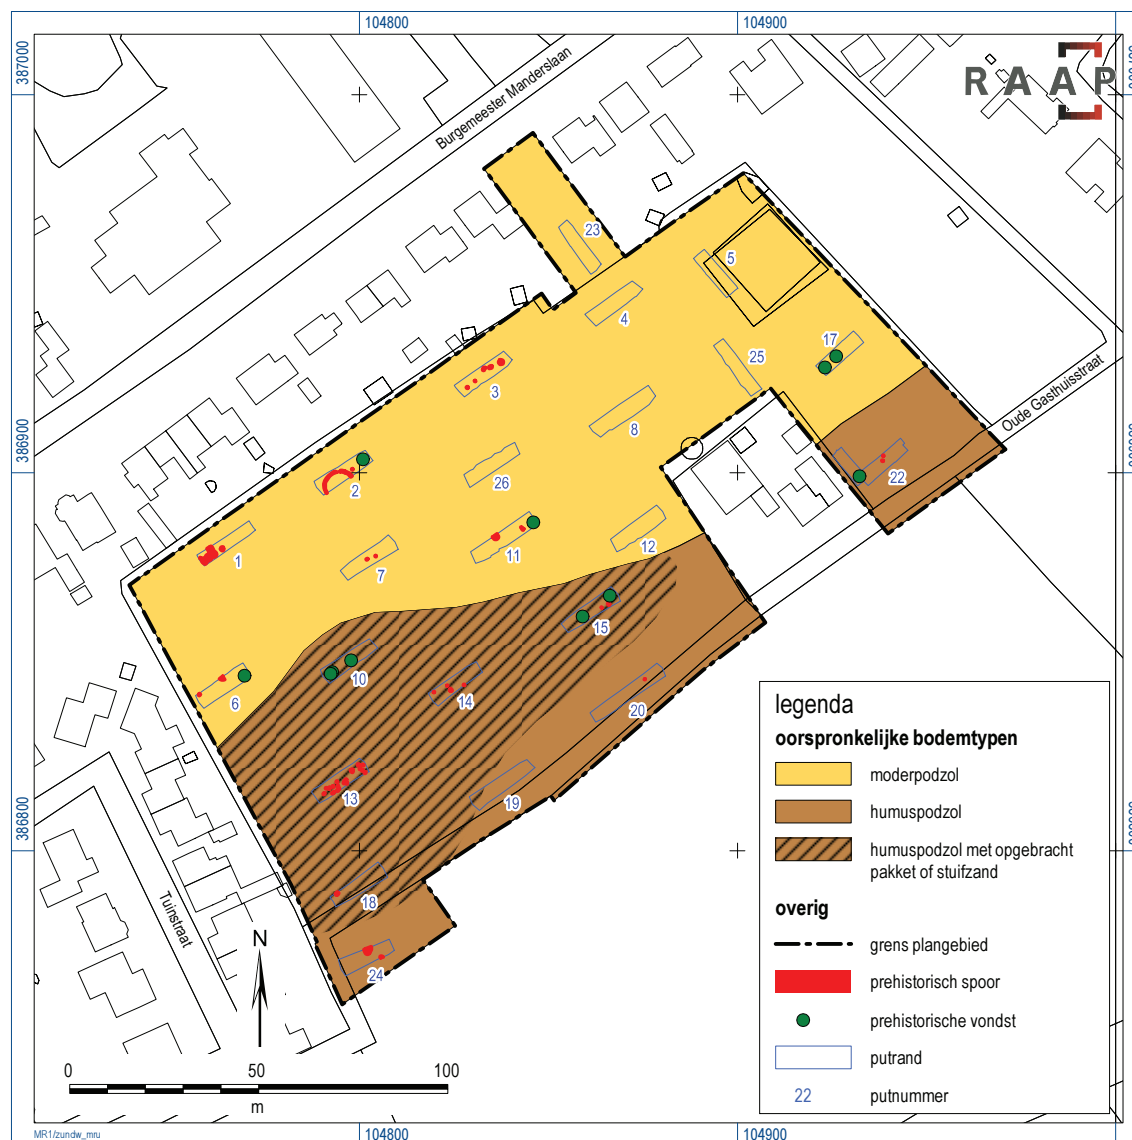 104800
104900
387000
RAAP
Burgemeester Manderslaan
23
5
4
17
25
3
Oude Gasthuisstraat
8
386900
2
26
22
1
7
11
12
15
6
10
14
20
13
19
386800
18
24
Tuinstraat
N
0 50 100
m
legenda
oorspronkelijke bodemtypen
moderpodzol
humuspodzol
humuspodzol met opgebracht
pakket of stuifzand
overig
grens plangebied
prehistorisch spoor
prehistorische vondst
putrand
22 putnummer
MR1/zundw_mru
104800
104900